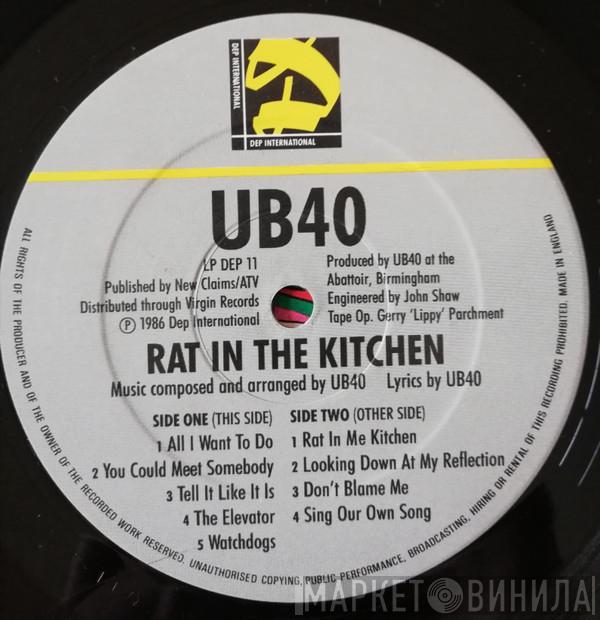 DEP INTERNATIONAL
DEP INTERNATIONAL
UB40
LP DEP 11
Published by New Claims/ATV
Distributed through Virgin Records
Ⓟ 1986 Dep International
Produced by UB40 at the
Abattoir, Birmingham
Engineered by John Shaw
Tape Op. Gerry 'Lippy' Parchment
RAT IN THE KITCHEN
Music composed and arranged by UB40 Lyrics by UB40
SIDE ONE (THIS SIDE)
1 All I Want To Do
2 You Could Meet Somebody
3 Tell It Like It Is
4 The Elevator
5 Watchdogs
SIDE TWO (OTHER SIDE)
1 Rat In Me Kitchen
2 Looking Down At My Reflection
3 Don't Blame Me
4 Sing Our Own Song
ALL RIGHTS OF THE PRODUCER AND OF THE OWNER OF THE RECORDED WORK RESERVED. UNAUTHORISED COPYING, PUBLIC PERFORMANCE, BROADCASTING, HIRING OR RENTAL OF THIS RECORDING PROHIBITED. MADE IN ENGLAND
МАРКЕТ ВИНИЛА